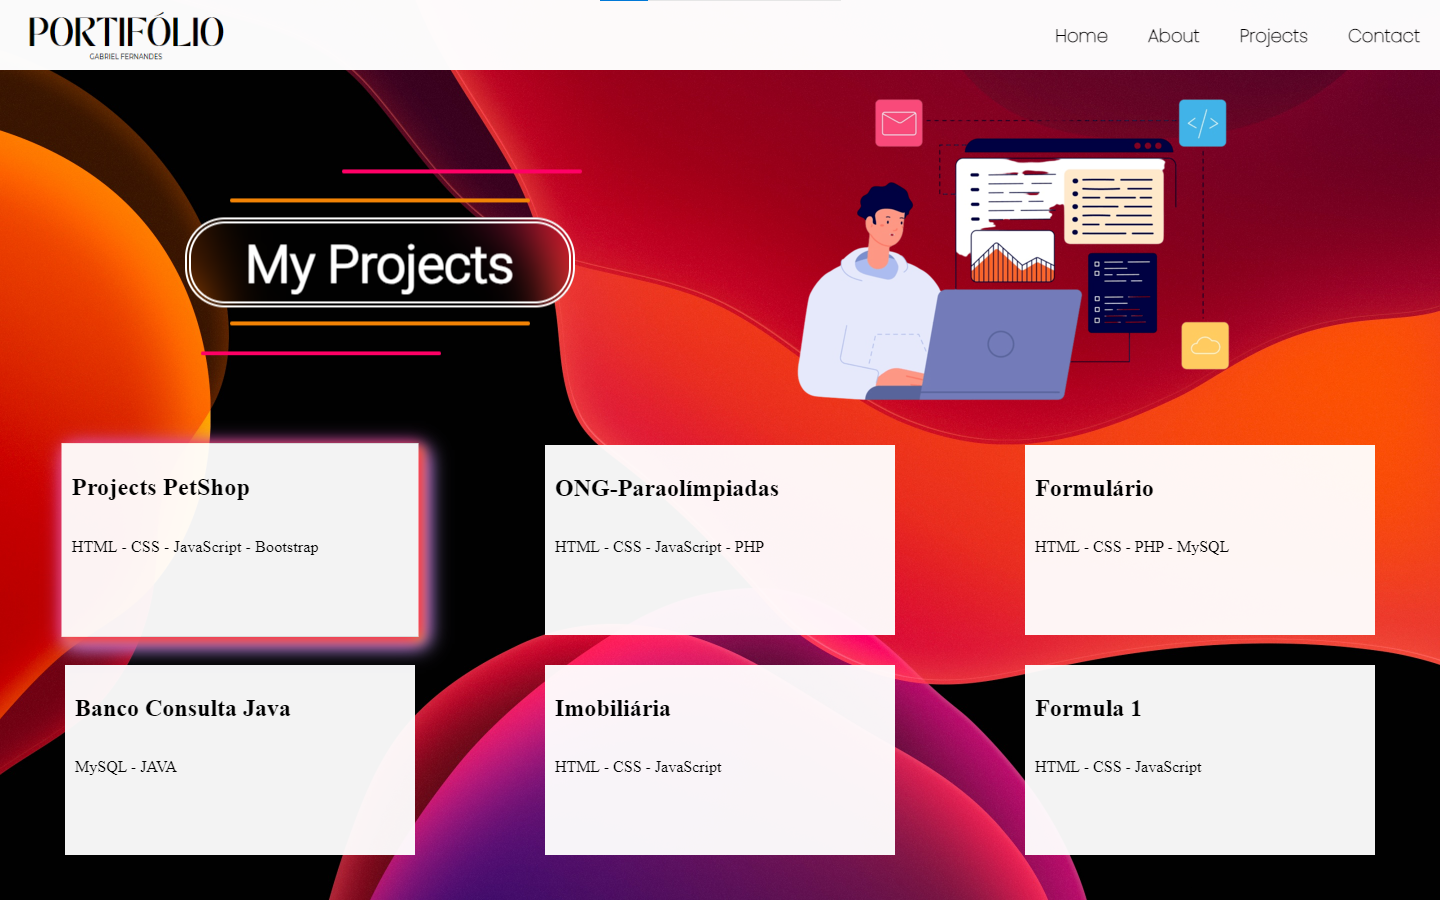 PORTIFÓLIO
GABRIEL FERNANDES
Home
About
Projects
Contact
</>
My Projects
Projects PetShop
HTML - CSS - JavaScript - Bootstrap
ONG-Paraolímpiadas
HTML - CSS - JavaScript - PHP
Formulário
HTML - CSS - PHP - MySQL
Banco Consulta Java
MySQL - JAVA
Imobiliária
HTML - CSS - JavaScript
Formula 1
HTML - CSS - JavaScript